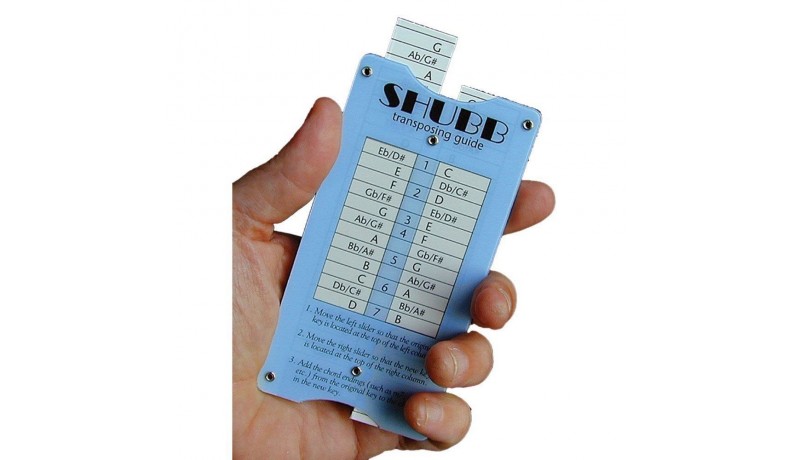 G
Ab/G#
A
SHUBB
transposing guide
Eb/D# 1 C
E Db/C#
F 2 D
Gb/F# Eb/D#
G 3 E
Ab/G# 4 F
A Gb/F#
Bb/A# 5 G
B Ab/G#
C 6 A
Db/C# Bb/A#
D 7 B
1. Move the left slider so that the original
key is located at the top of the left
2. Move the right slider so that the new
is located at the top of the right column.
3. Add the chord endings (such as
etc.) from the original key to the
in the new key.